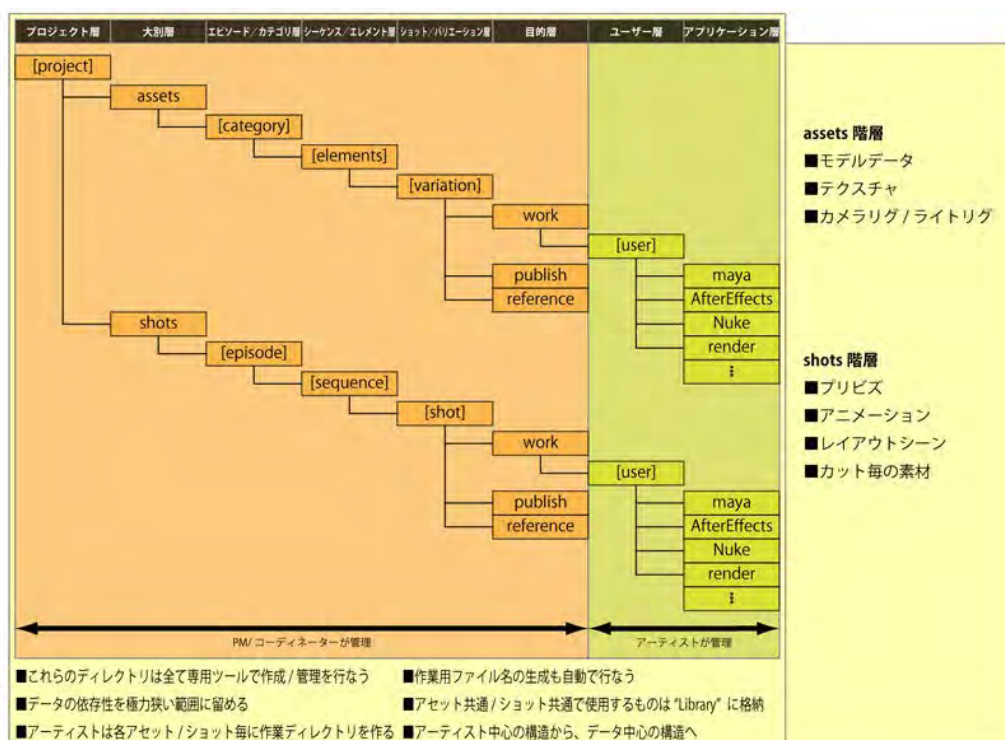 プロジェクト層 大別層 エピソード/カテゴリ層 シーケンス/エレメント層 ショット/バリエーション層 目的層 ユーザー層 アプリケーション層
[project]
assets
[category]
[elements]
[variation]
work
[user]
publish
maya
reference
AfterEffects
Nuke
render
⋮
shots
[episode]
[sequence]
[shot]
work
[user]
publish
maya
reference
AfterEffects
Nuke
render
⋮
PM/コーディネーターが管理
アーティストが管理
assets 階層
■モデルデータ
■テクスチャ
■カメラリグ / ライトリグ
shots 階層
■プリビズ
■アニメーション
■レイアウトシーン
■カット毎の素材
■これらのディレクトリは全て専用ツールで作成 / 管理を行なう
■データの依存性を極力狭い範囲に留める
■アーティストは各アセット / ショット毎に作業ディレクトリを作る
■作業用ファイル名の生成も自動で行なう
■アセット共通 / ショット共通で使用するものは “Library” に格納
■アーティスト中心の構造から、データ中心の構造へ